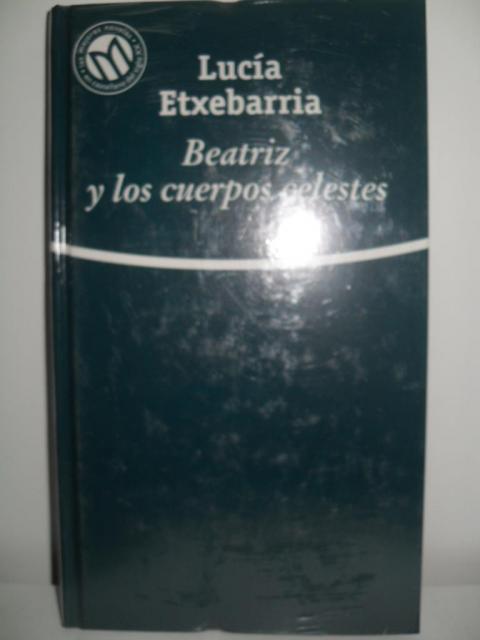 Lucía
Etxebarria
Beatriz
y los cuerpos celestes